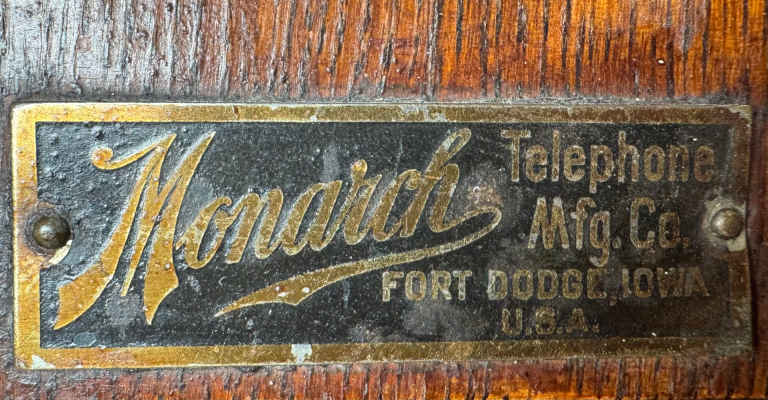 Monarch
Telephone
Mfg. Co.
FORT DODGE, IOWA
U.S.A.